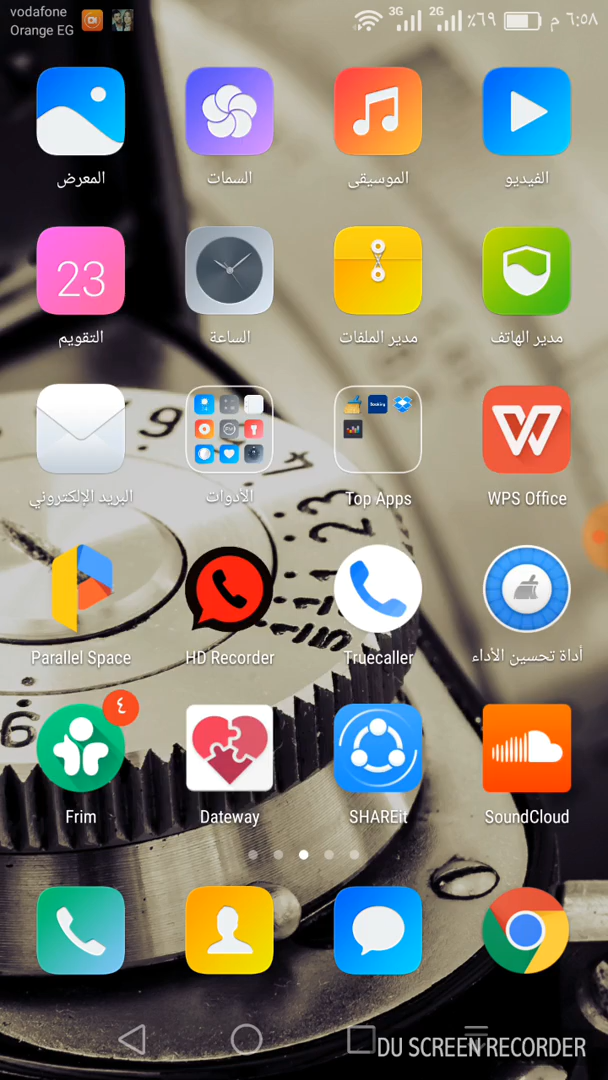 vodafone
Orange EG
3G 2G ٪٦٩ ٦:٥٨ م
المعرض السمات الموسيقى الفيديو
23
التقويم الساعة مدير الملفات مدير الهاتف
البريد الإلكتروني الأدوات Top Apps WPS Office
Parallel Space HD Recorder Truecaller أداة تحسين الأداء
٤
Frim Dateway SHAREit SoundCloud
DU SCREEN RECORDER